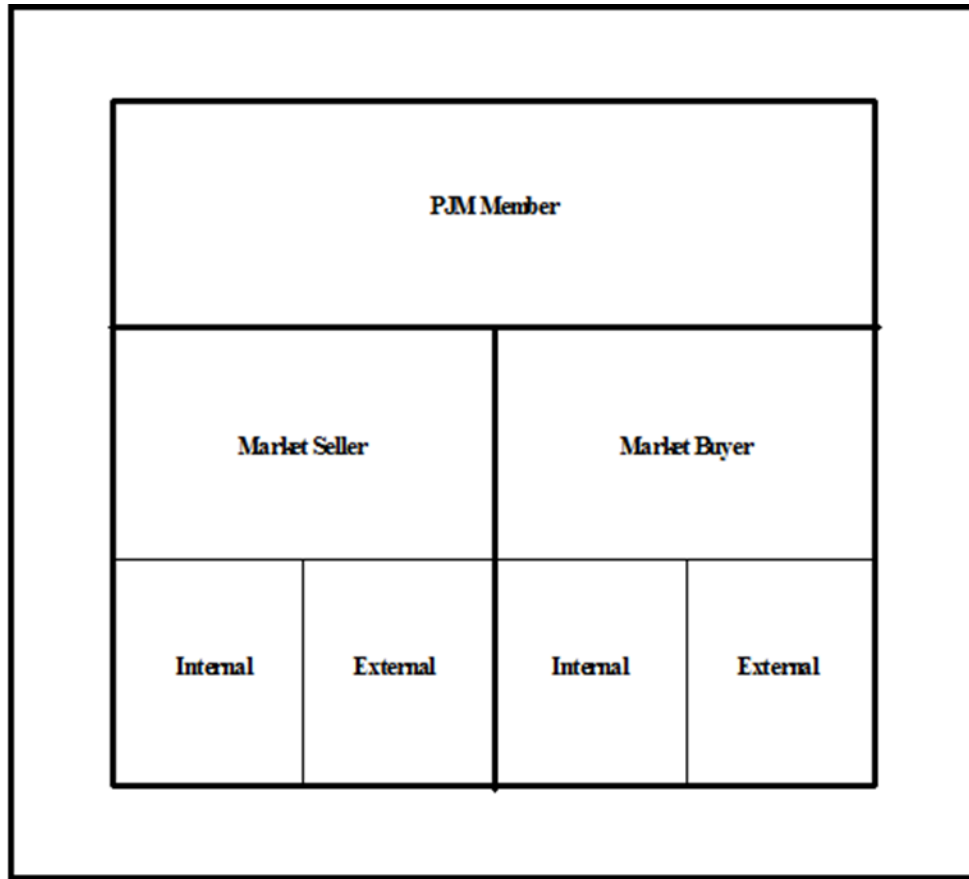 PJM Member
Market Seller
Market Buyer
Internal
External
Internal
External